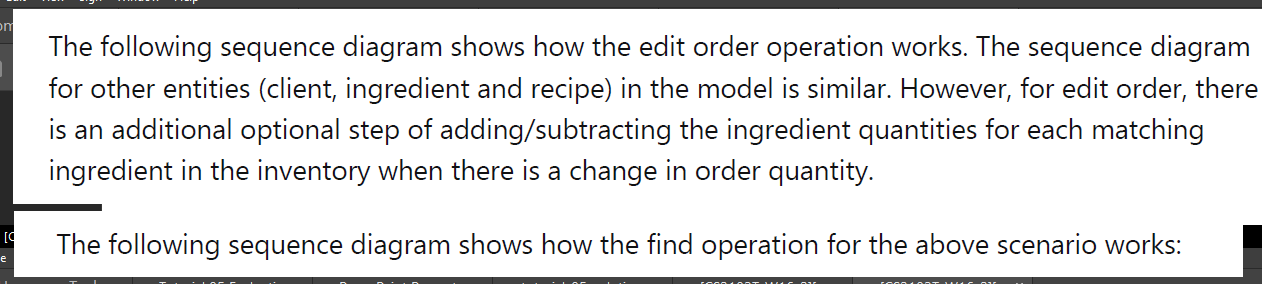 The following sequence diagram shows how the edit order operation works. The sequence diagram
for other entities (client, ingredient and recipe) in the model is similar. However, for edit order, there
is an additional optional step of adding/subtracting the ingredient quantities for each matching
ingredient in the inventory when there is a change in order quantity.
The following sequence diagram shows how the find operation for the above scenario works: